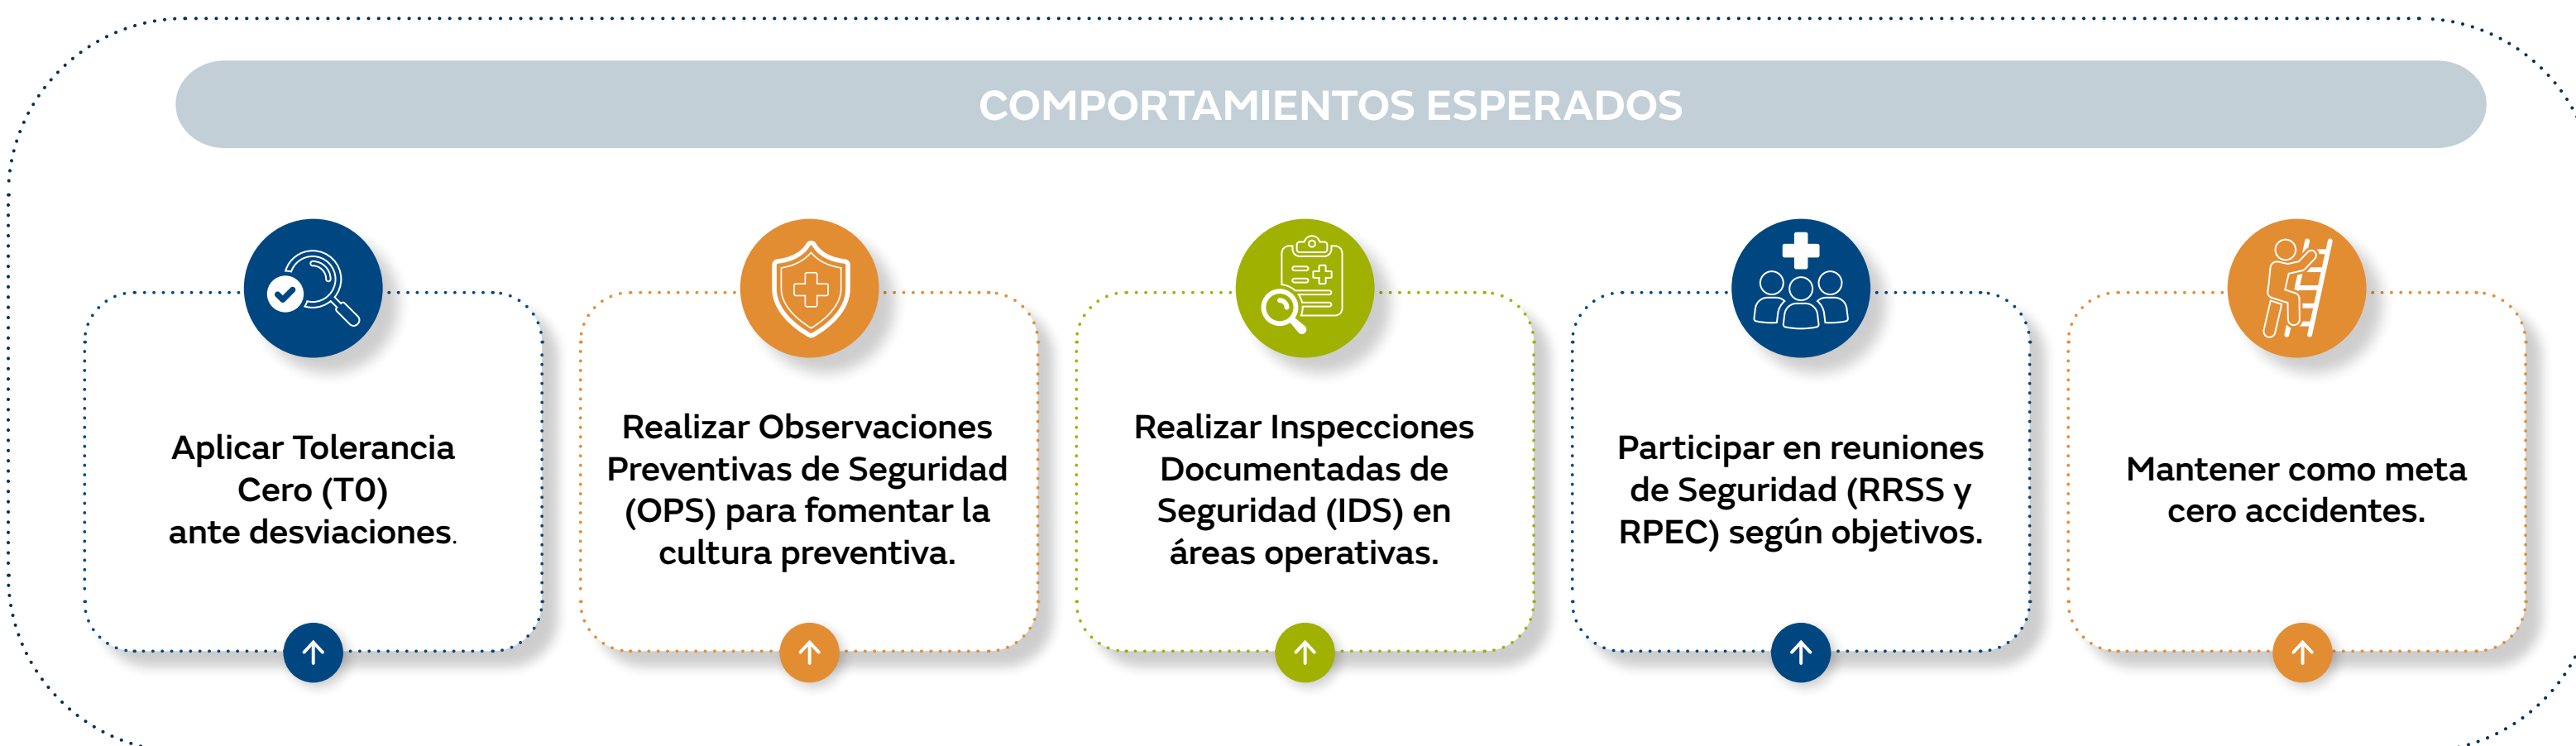 COMPORTAMIENTOS ESPERADOS
Aplicar Tolerancia
Cero (T0)
ante desviaciones.
Realizar Observaciones
Preventivas de Seguridad
(OPS) para fomentar la
cultura preventiva.
Realizar Inspecciones
Documentadas de
Seguridad (IDS) en
áreas operativas.
Participar en reuniones
de Seguridad (RRSS y
RPEC) según objetivos.
Mantener como meta
cero accidentes.